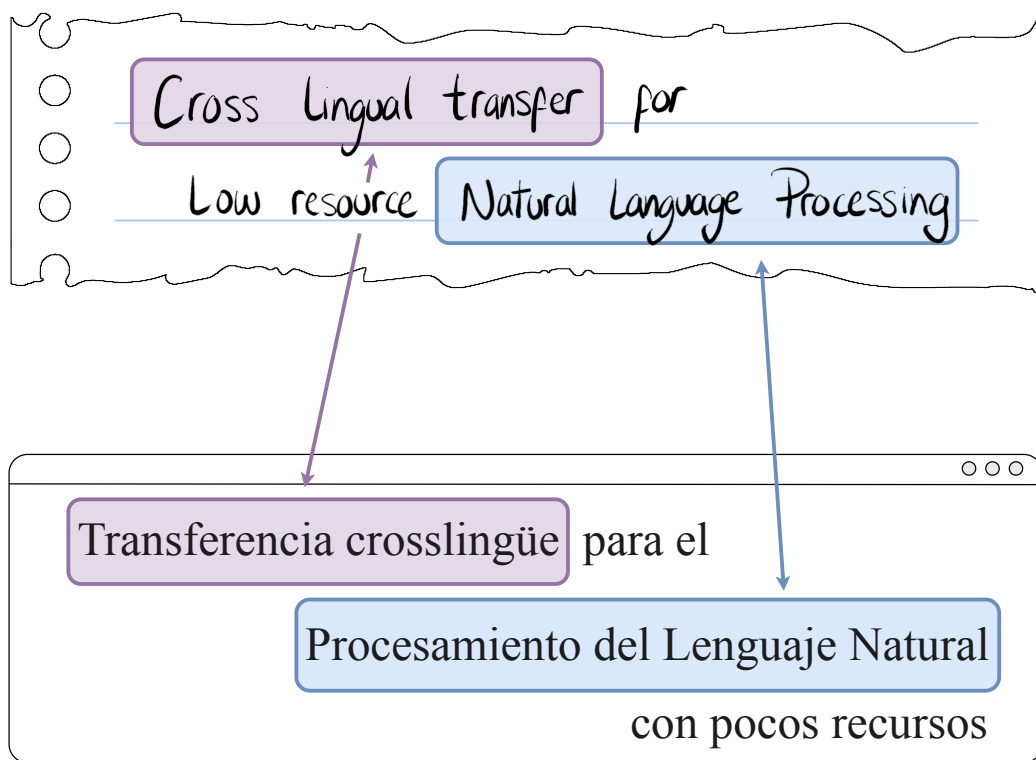 Cross Lingual transfer for
Low resource Natural Language Processing
Transferencia crosslingüe para el
Procesamiento del Lenguaje Natural
con pocos recursos